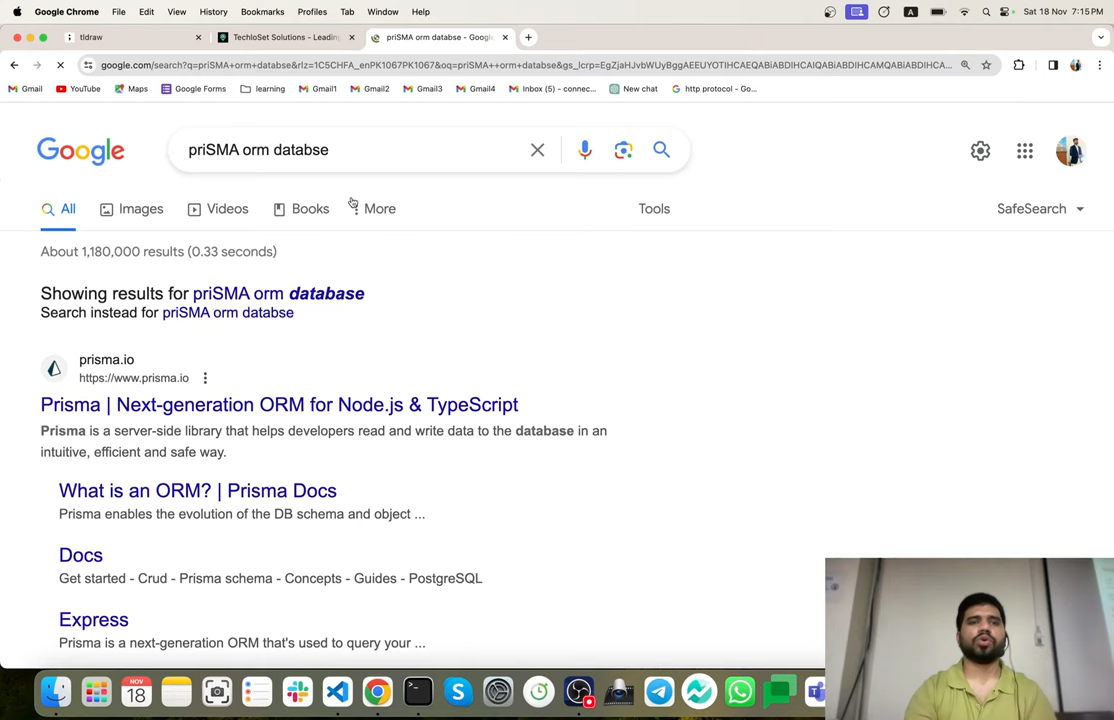 Chrome File Edit View History Bookmarks Profiles Tab Window Help A Sat 18 Nov 7:15 PM
tldraw TechloSet Solutions - Leadin priSMA orm databse - Googl
google.com/search?q=priSMA+orm+databse&rlz=1C5CHFA_enPK1067PK1067&oq=priSMA++orm+databse&gs_lcrp=EgZjaHJvbWUyBggAEEUYOTIHCAEQABiABDIHCAIQABiABDIHCAMQABiABDIHCA...
Gmail YouTube Maps Google Forms learning Gmail1 Gmail2 Gmail3 Gmail4 Inbox (5) - connec... New chat http protocol - Go...
Google priSMA orm databse
All Images Videos Books More Tools SafeSearch
About 1,180,000 results (0.33 seconds)
Showing results for priSMA orm database
Search instead for priSMA orm databse
prisma.io
https://www.prisma.io
Prisma | Next-generation ORM for Node.js & TypeScript
Prisma is a server-side library that helps developers read and write data to the database in an
intuitive, efficient and safe way.
What is an ORM? | Prisma Docs
Prisma enables the evolution of the DB schema and object ...
Docs
Get started - Crud - Prisma schema - Concepts - Guides - PostgreSQL
Express
Prisma is a next-generation ORM that's used to query your ...
NOV
18